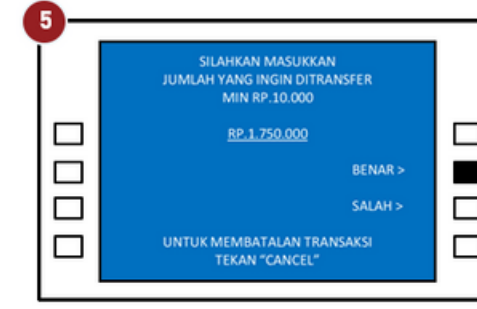 5
SILAHKAN MASUKKAN
JUMLAH YANG INGIN DITRANSFER
MIN RP.10.000
RP.1.750.000
BENAR >
SALAH >
UNTUK MEMBATALAN TRANSAKSI
TEKAN “CANCEL”